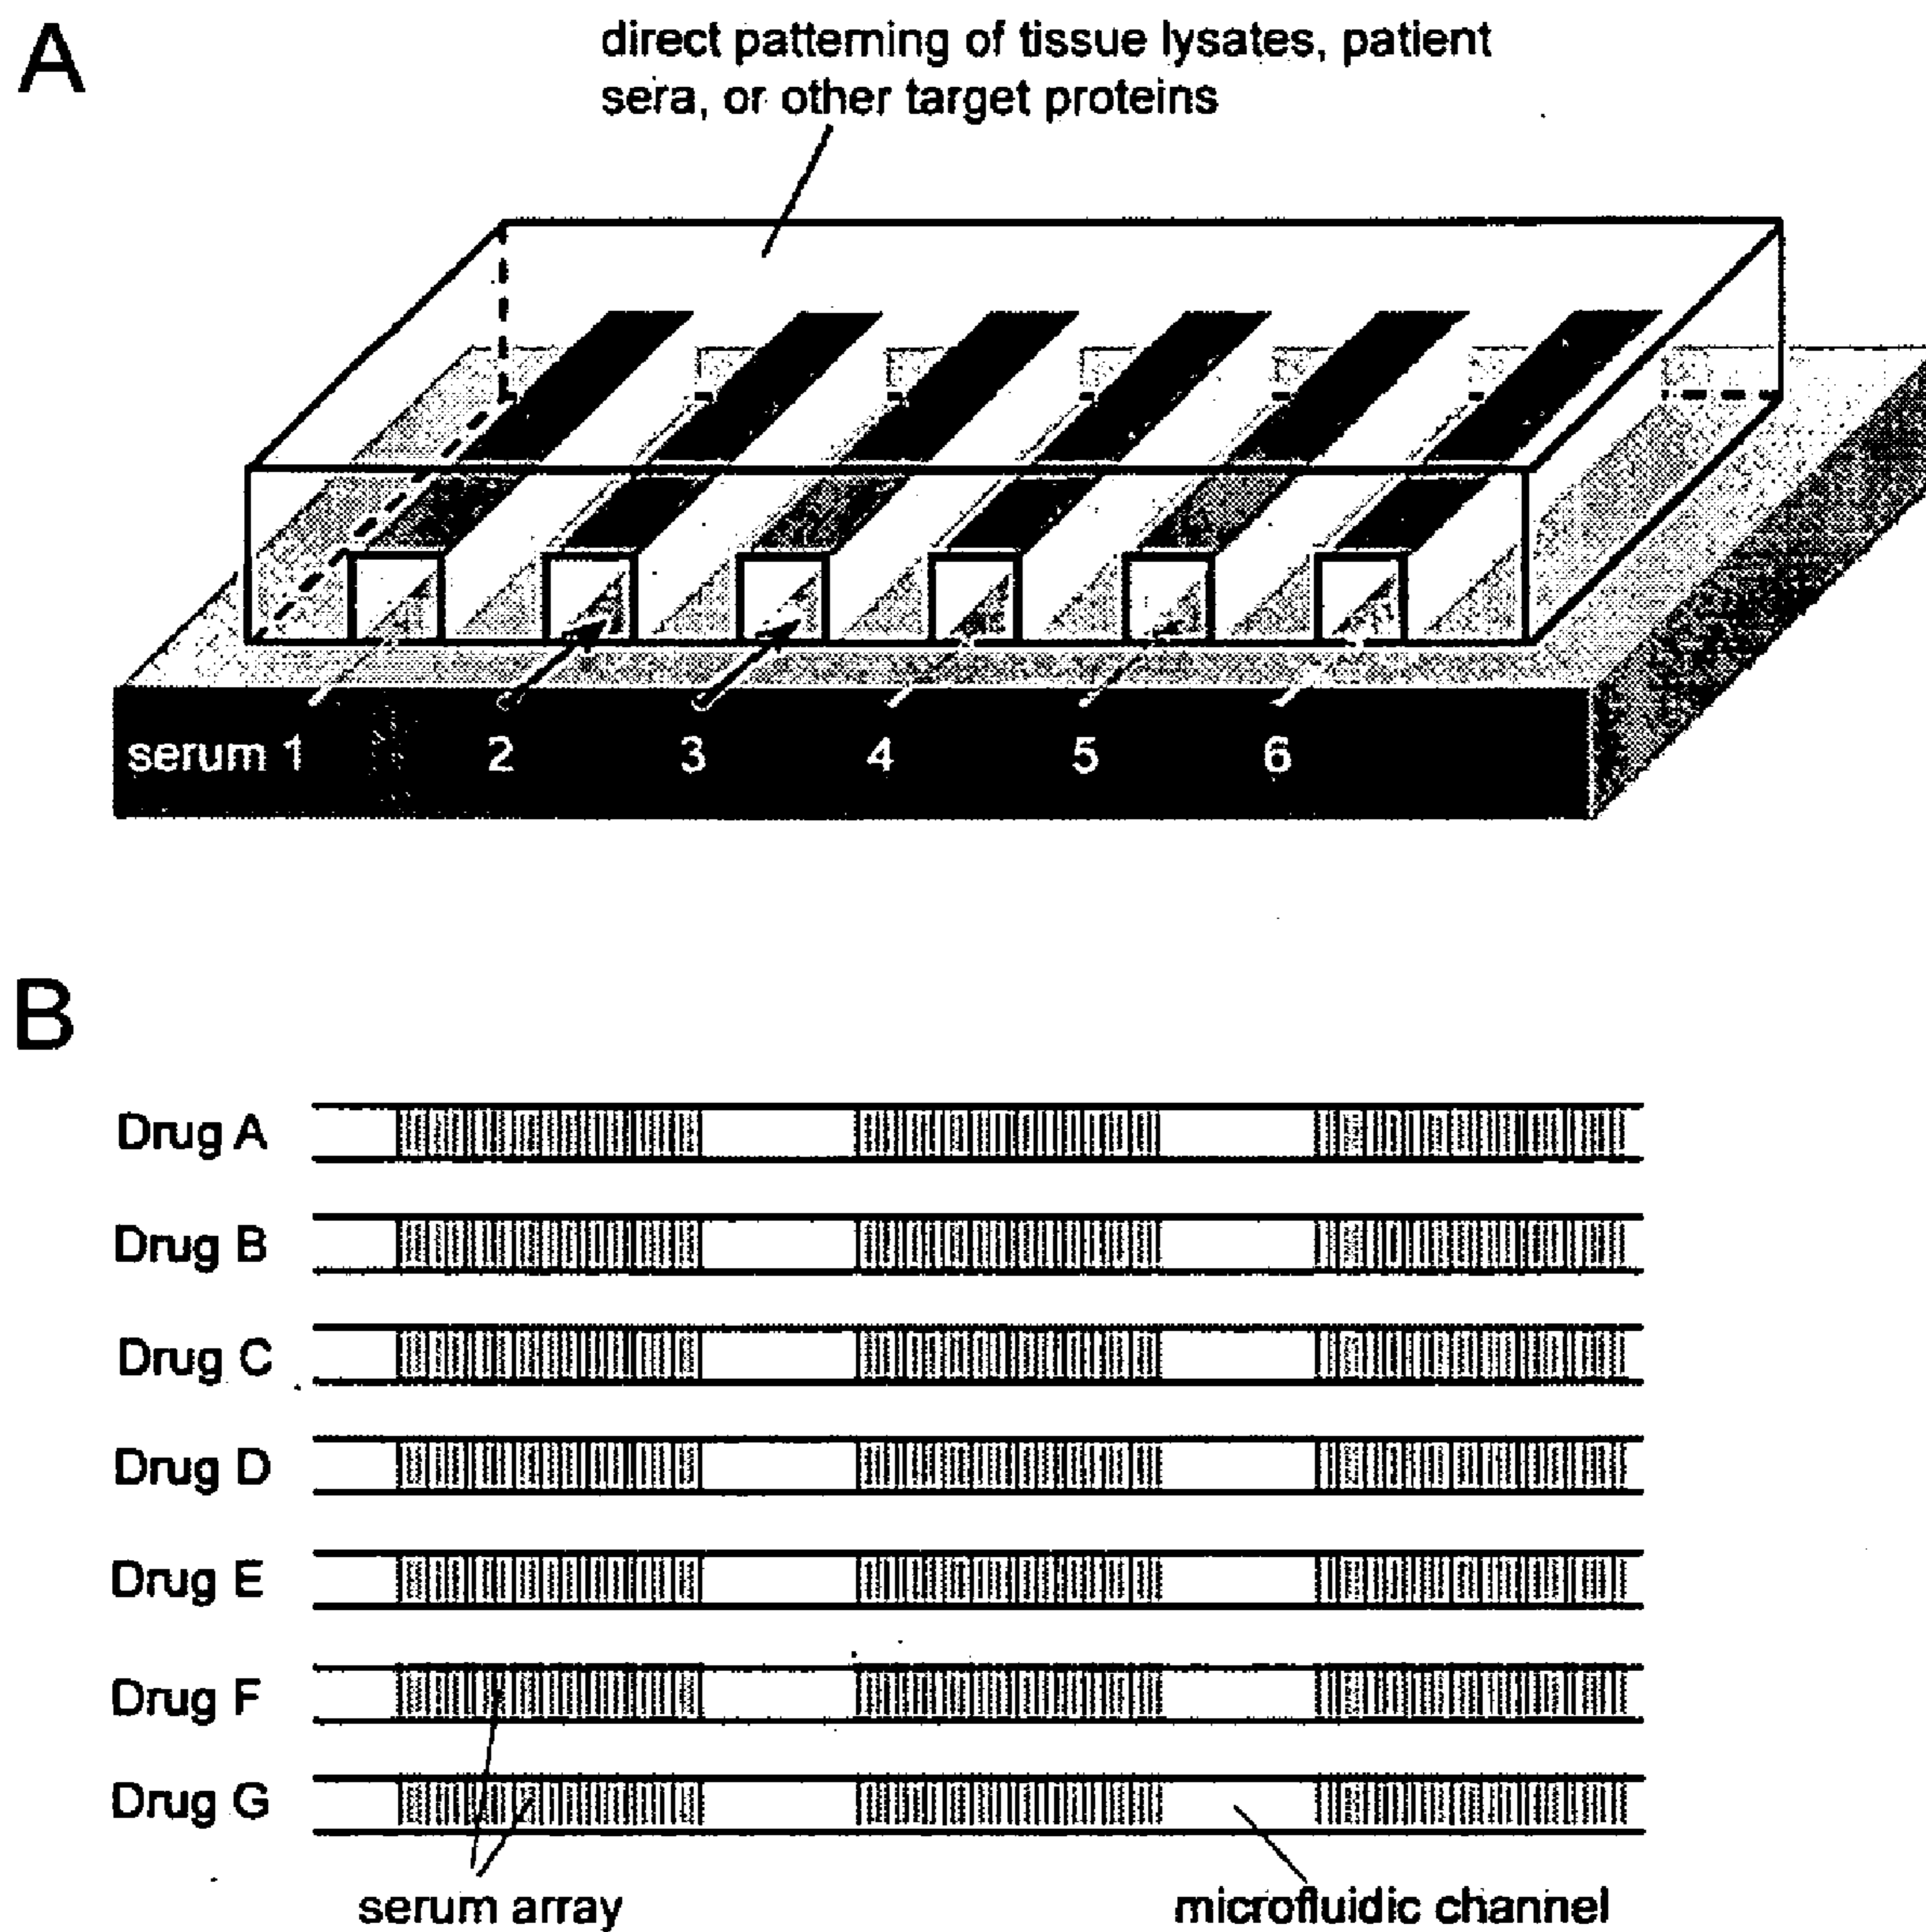 A
direct patterning of tissue lysates, patient
sera, or other target proteins
serum 1 2 3 4 5 6
B
Drug A
Drug B
Drug C
Drug D
Drug E
Drug F
Drug G
serum array
microfluidic channel